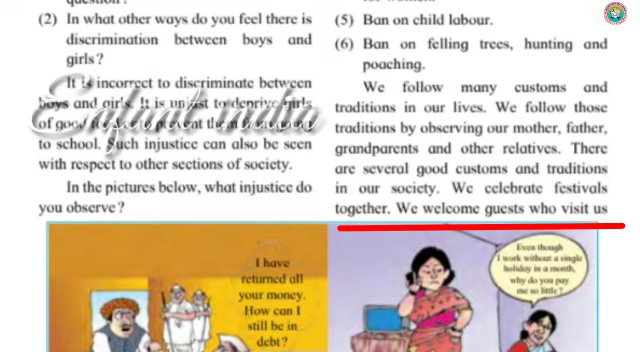 (2) In what other ways do you feel there is
discrimination between boys and
girls?
It is incorrect to discriminate between
boys and girls. It is unjust to deprive girls
of good
to school. Such injustice can also be seen
with respect to other sections of society.
In the pictures below, what injustice do
you observe?
(5) Ban on child labour.
(6) Ban on felling trees, hunting and
poaching.
We follow many customs and
traditions in our lives. We follow those
traditions by observing our mother, father,
grandparents and other relatives. There
are several good customs and traditions
in our society. We celebrate festivals
together. We welcome guests who visit us
I have
returned all
your money.
How can I
still be in
debt?
Even though
I work without a single
holiday in a month,
why do you pay
me so little?